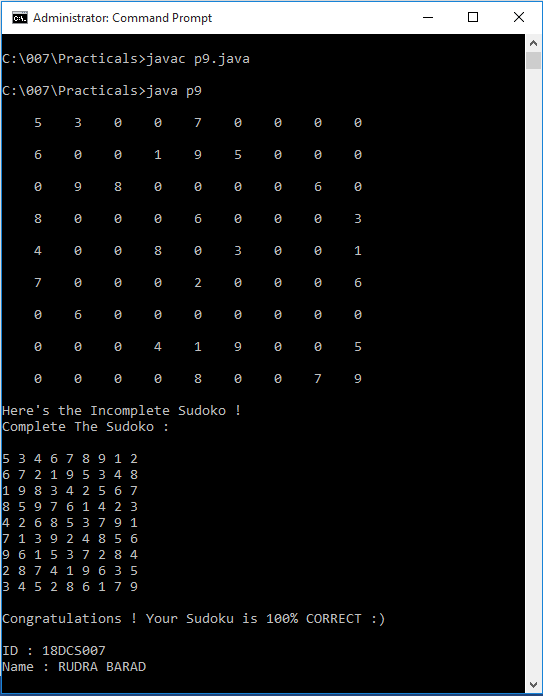 Administrator: Command Prompt
C:\007\Practicals>javac p9.java
C:\007\Practicals>java p9
5 3 0 0 7 0 0 0 0
6 0 0 1 9 5 0 0 0
0 9 8 0 0 0 0 6 0
8 0 0 0 6 0 0 0 3
4 0 0 8 0 3 0 0 1
7 0 0 0 2 0 0 0 6
0 6 0 0 0 0 0 0 0
0 0 0 4 1 9 0 0 5
0 0 0 0 8 0 0 7 9
Here's the Incomplete Sudoko !
Complete The Sudoko :
5 3 4 6 7 8 9 1 2
6 7 2 1 9 5 3 4 8
1 9 8 3 4 2 5 6 7
8 5 9 7 6 1 4 2 3
4 2 6 8 5 3 7 9 1
7 1 3 9 2 4 8 5 6
9 6 1 5 3 7 2 8 4
2 8 7 4 1 9 6 3 5
3 4 5 2 8 6 1 7 9
Congratulations ! Your Sudoku is 100% CORRECT :)
ID : 18DCS007
Name : RUDRA BARAD